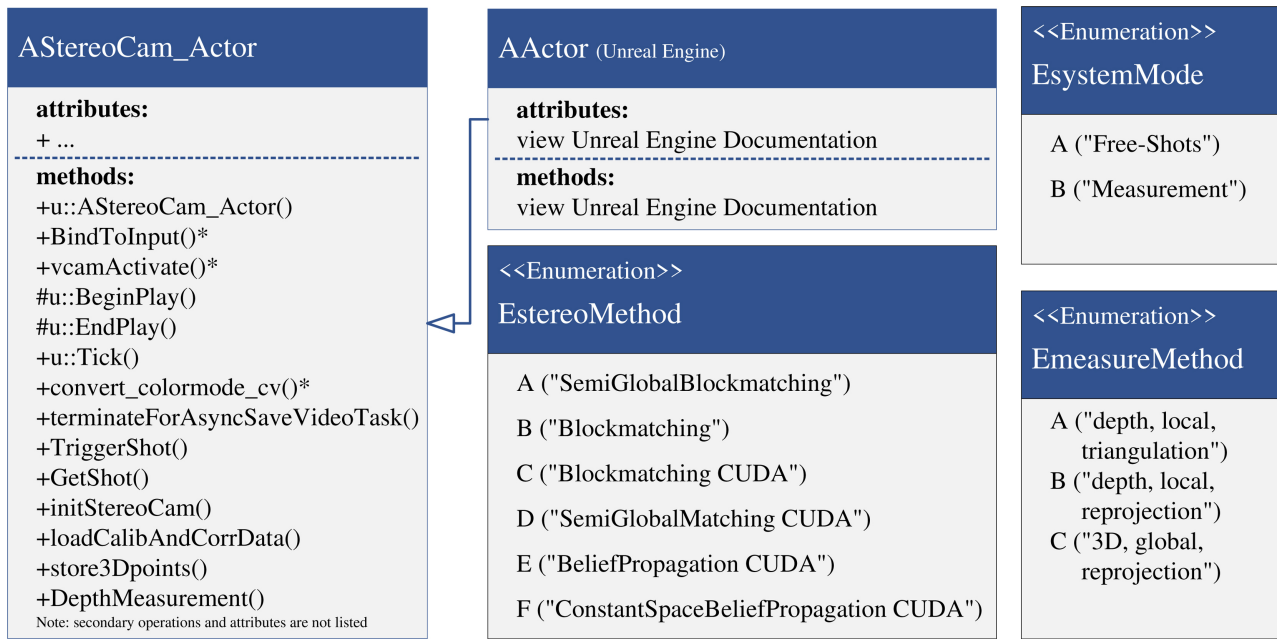 AStereoCam_Actor
attributes:
+ ...
methods:
+u::AStereoCam_Actor()
+BindToInput()*
+vcamActivate()*
#u::BeginPlay()
#u::EndPlay()
+u::Tick()
+convert_colormode_cv()*
+terminateForAsyncSaveVideoTask()
+TriggerShot()
+GetShot()
+initStereoCam()
+loadCalibAndCorrData()
+store3Dpoints()
+DepthMeasurement()
Note: secondary operations and attributes are not listed
AActor (Unreal Engine)
attributes:
view Unreal Engine Documentation
methods:
view Unreal Engine Documentation
<<Enumeration>>
EstereoMethod
A ("SemiGlobalBlockmatching")
B ("Blockmatching")
C ("Blockmatching CUDA")
D ("SemiGlobalMatching CUDA")
E ("BeliefPropagation CUDA")
F ("ConstantSpaceBeliefPropagation CUDA")
<<Enumeration>>
EsystemMode
A ("Free-Shots")
B ("Measurement")
<<Enumeration>>
EmeasureMethod
A ("depth, local,
triangulation")
B ("depth, local,
reprojection")
C ("3D, global,
reprojection")